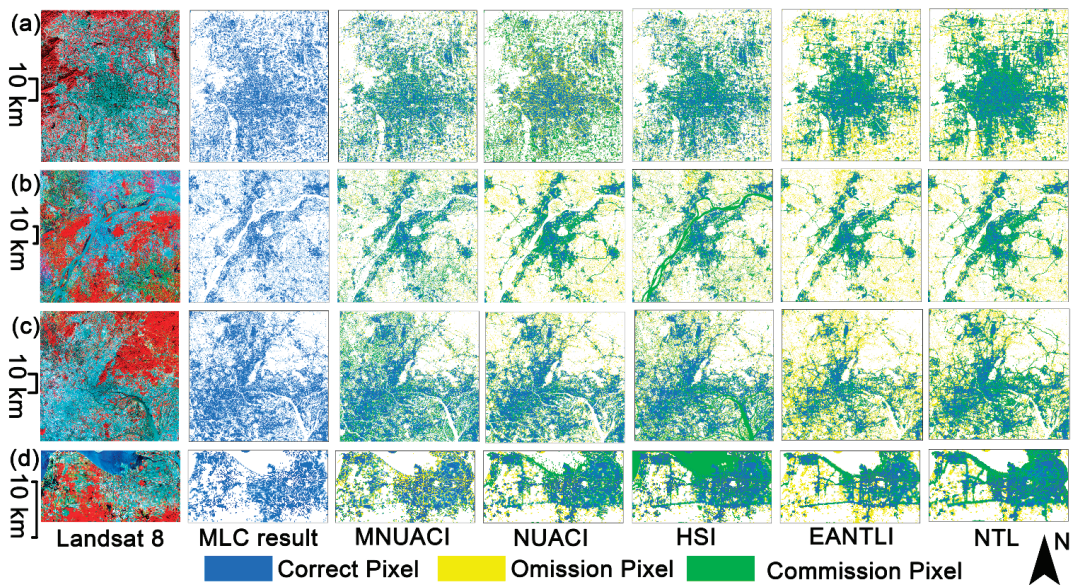 (a)
10 km
(b)
10 km
(c)
10 km
(d)
10 km
Landsat 8 MLC result MNUACI NUACI HSI EANTLI NTL N
Correct Pixel Omission Pixel Commission Pixel